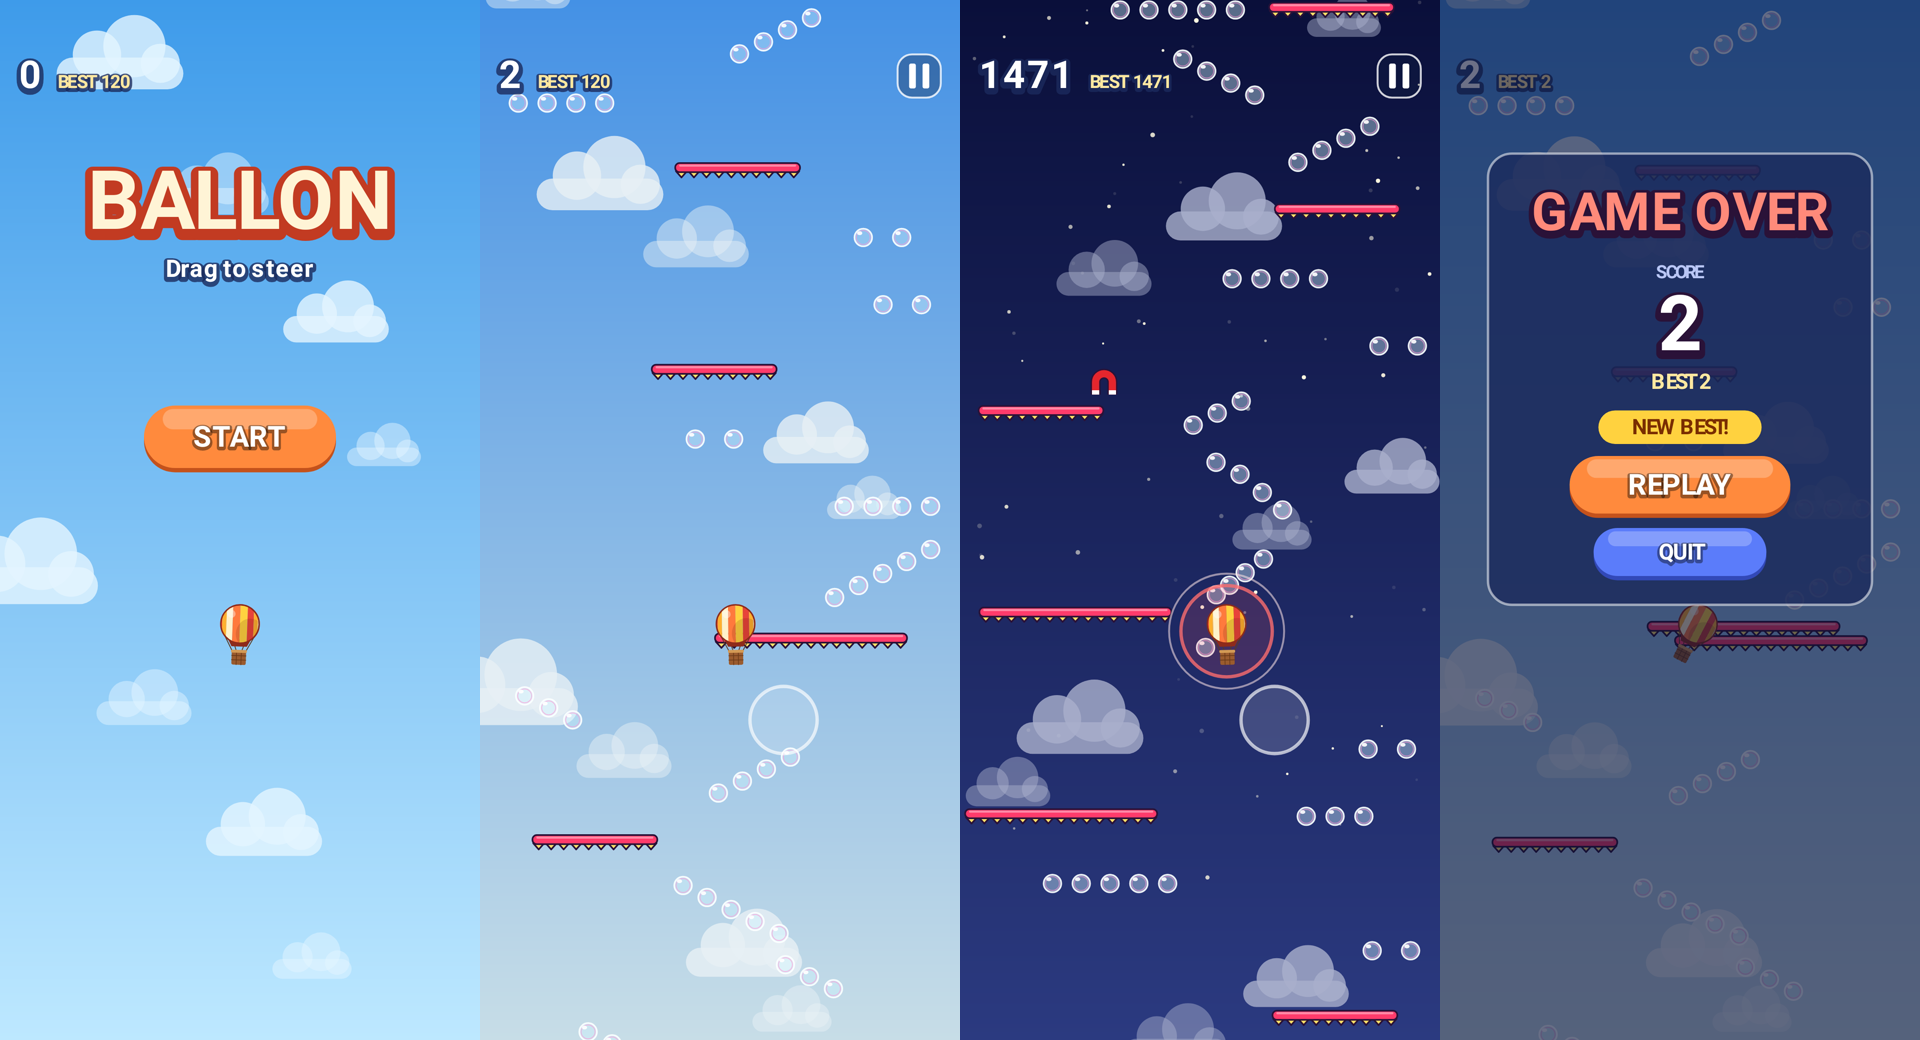 0 BEST 120
BALLON
Drag to steer
START
2 BEST 120
1471 BEST 1471
2 BEST 2
GAME OVER
SCORE
2
BEST 2
NEW BEST!
REPLAY
QUIT